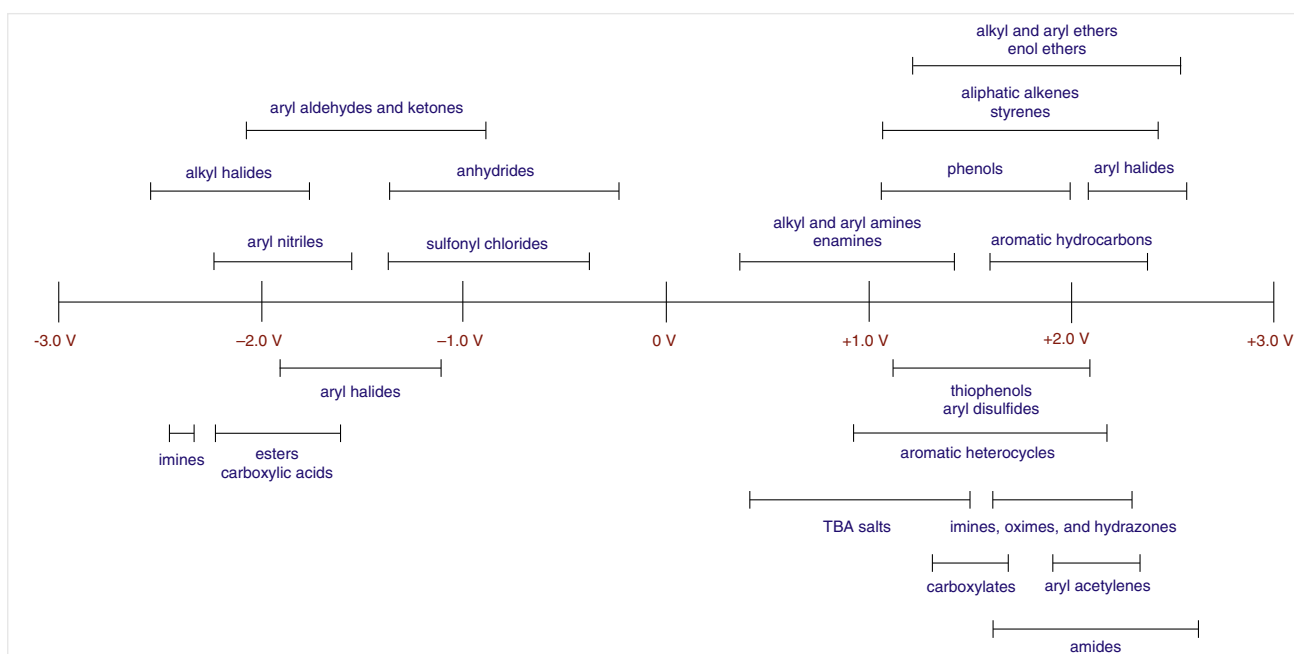 alkyl and aryl ethers
enol ethers
aryl aldehydes and ketones
aliphatic alkenes
styrenes
alkyl halides
anhydrides
phenols
aryl halides
aryl nitriles
sulfonyl chlorides
alkyl and aryl amines
enamines
aromatic hydrocarbons
-3.0 V
–2.0 V
–1.0 V
0 V
+1.0 V
+2.0 V
+3.0 V
aryl halides
thiophenols
aryl disulfides
imines
esters
carboxylic acids
aromatic heterocycles
TBA salts
imines, oximes, and hydrazones
carboxylates
aryl acetylenes
amides